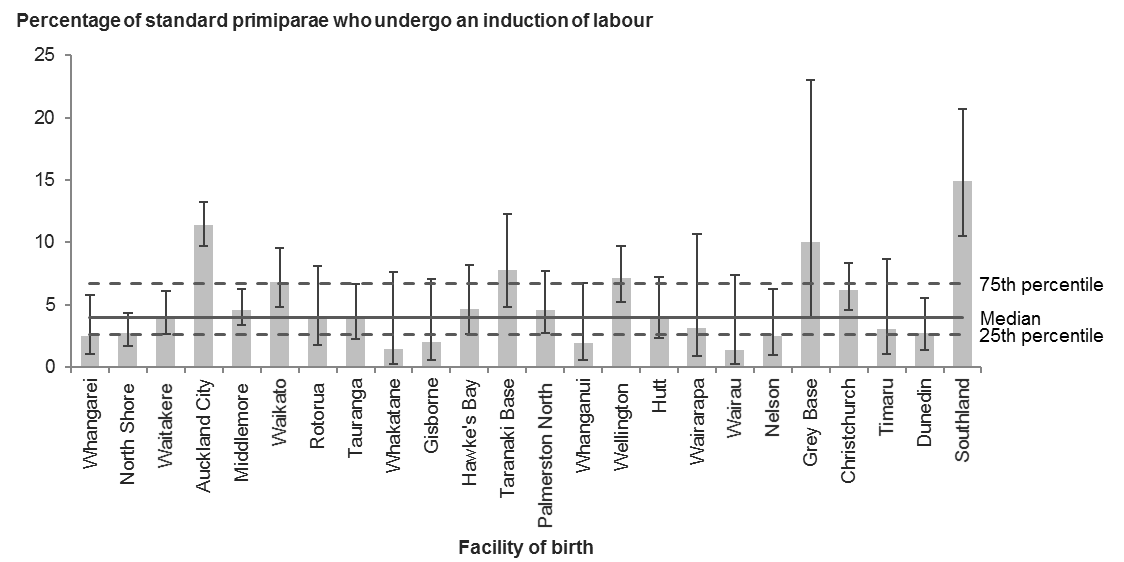 Percentage of standard primiparae who undergo an induction of labour
25
20
15
10
5
0
75th percentile
Median
25th percentile
Whangarei
North Shore
Waitakere
Auckland City
Middlemore
Waikato
Rotorua
Tauranga
Whakatane
Gisborne
Hawke's Bay
Taranaki Base
Palmerston North
Whanganui
Wellington
Hutt
Wairarapa
Wairau
Nelson
Grey Base
Christchurch
Timaru
Dunedin
Southland
Facility of birth